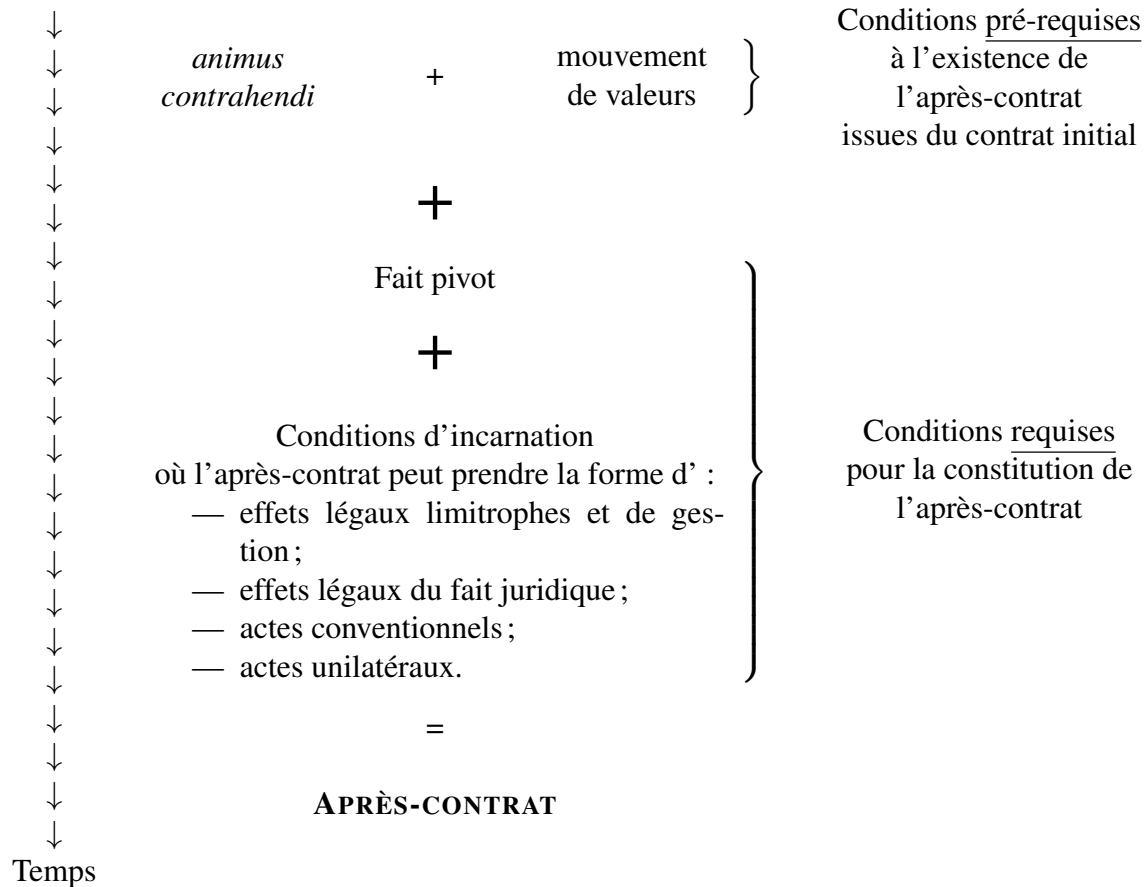 animus
contrahendi
+
mouvement
de valeurs
Conditions pré-requises
à l'existence de
l'après-contrat
issues du contrat initial
+
Fait pivot
+
Conditions d'incarnation
où l'après-contrat peut prendre la forme d' :
— effets légaux limitrophes et de ges-
tion ;
— effets légaux du fait juridique ;
— actes conventionnels ;
— actes unilatéraux.
Conditions requises
pour la constitution de
l'après-contrat
=
APRÈS-CONTRAT
Temps